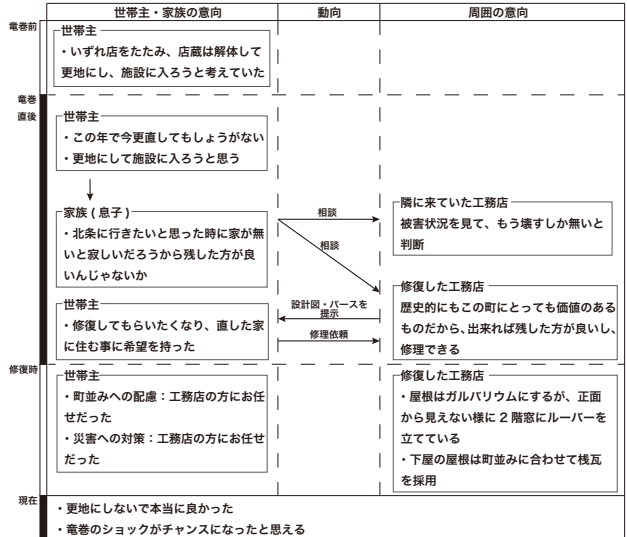 世帯主・家族の意向
動向
周囲の意向
竜巻前
世帯主
・いずれ店をたたみ、店蔵は解体して
更地にし、施設に入ろうと考えていた
竜巻
直後
世帯主
・この年で今更直してもしょうがない
・更地にして施設に入ろうと思う
家族 ( 息子 )
・北条に行きたいと思った時に家が無
いと寂しいだろうから残した方が良
いんじゃないか
相談
相談
隣に来ていた工務店
被害状況を見て、もう壊すしか無いと
判断
世帯主
・修復してもらいたくなり、直した家
に住む事に希望を持った
設計図・パースを
提示
修理依頼
修復した工務店
歴史的にもこの町にとっても価値のある
ものだから、出来れば残した方が良いし、
修理できる
修復時
世帯主
・町並みへの配慮：工務店の方にお任
せだった
・災害への対策：工務店の方にお任せ
だった
修復した工務店
・屋根はガルバリウムにするが、正面
から見えない様に 2 階窓にルーバーを
立てている
・下屋の屋根は町並みに合わせて桟瓦
を採用
現在
・更地にしないで本当に良かった
・竜巻のショックがチャンスになったと思える